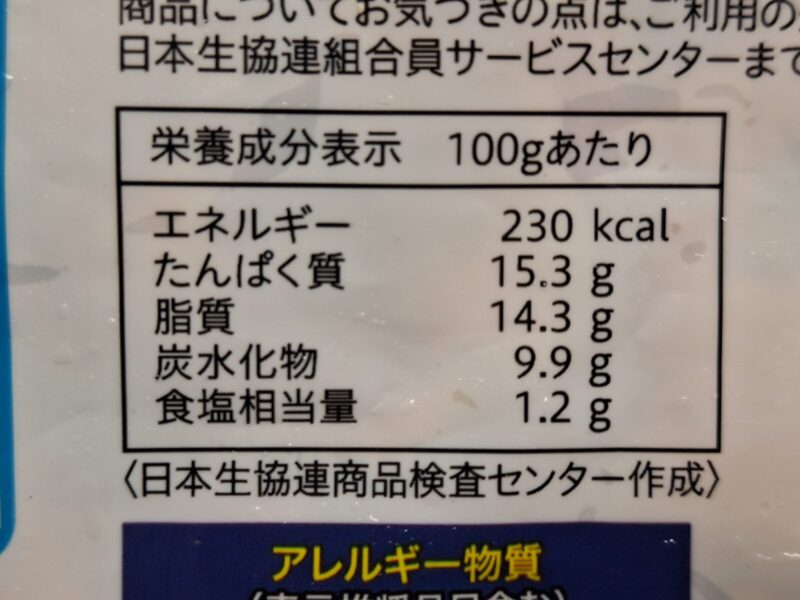 商品についてお気づきの点は、ご利用の
日本生協連組合員サービスセンターまで
栄養成分表示 100gあたり
エネルギー 230 kcal
たんぱく質 15.3 g
脂質 14.3 g
炭水化物 9.9 g
食塩相当量 1.2 g
〈日本生協連商品検査センター作成〉
アレルギー物質